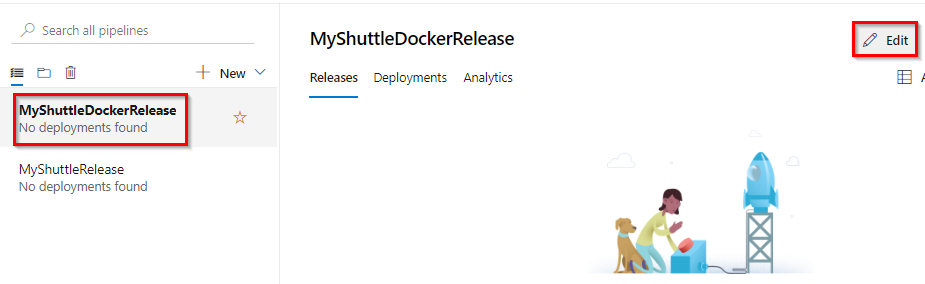 Search all pipelines
New
MyShuttleDockerRelease
No deployments found
MyShuttleRelease
No deployments found
MyShuttleDockerRelease
Edit
Releases Deployments Analytics
A